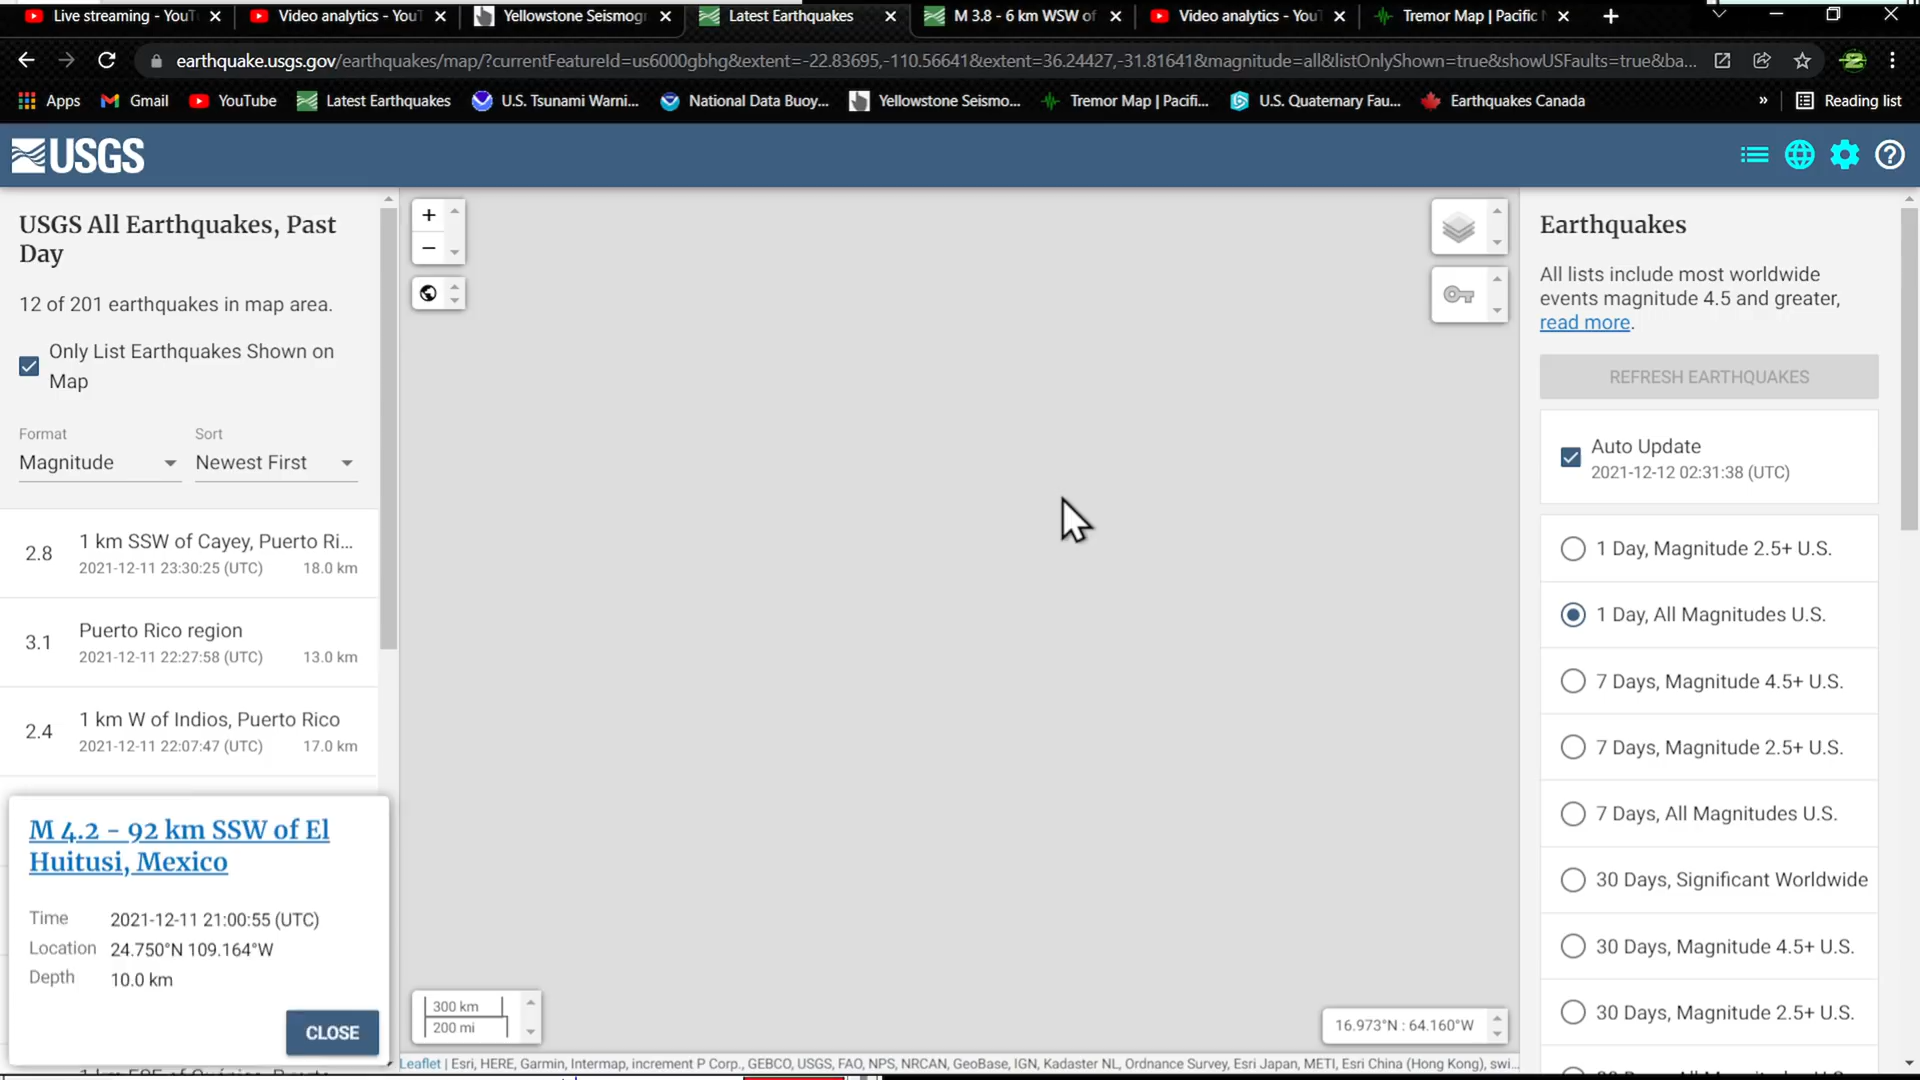 Live streaming - YouT
Video analytics - YouT
Yellowstone Seismogr
Latest Earthquakes
M 3.8 - 6 km WSW of
Video analytics - YouT
Tremor Map | Pacific
earthquake.usgs.gov/earthquakes/map/?currentFeatureId=us6000gbhg&extent=-22.83695,-110.56641&extent=36.24427,-31.81641&magnitude=all&listOnlyShown=true&showUSFaults=true&ba...
Apps
Gmail
YouTube
Latest Earthquakes
U.S. Tsunami Warni...
National Data Buoy...
Yellowstone Seismo...
Tremor Map | Pacifi...
U.S. Quaternary Fau...
Earthquakes Canada
»
Reading list
USGS
USGS All Earthquakes, Past
Day
12 of 201 earthquakes in map area.
Only List Earthquakes Shown on
Map
Format
Magnitude
Sort
Newest First
2.8
1 km SSW of Cayey, Puerto Ri...
2021-12-11 23:30:25 (UTC) 18.0 km
3.1
Puerto Rico region
2021-12-11 22:27:58 (UTC) 13.0 km
2.4
1 km W of Indios, Puerto Rico
2021-12-11 22:07:47 (UTC) 17.0 km
M 4.2 - 92 km SSW of El
Huitusi, Mexico
Time 2021-12-11 21:00:55 (UTC)
Location 24.750°N 109.164°W
Depth 10.0 km
CLOSE
+
−
300 km
200 mi
16.973°N : 64.160°W
Leaflet | Esri, HERE, Garmin, Intermap, increment P Corp., GEBCO, USGS, FAO, NPS, NRCAN, GeoBase, IGN, Kadaster NL, Ordnance Survey, Esri Japan, METI, Esri China (Hong Kong), swi...
Earthquakes
All lists include most worldwide
events magnitude 4.5 and greater,
read more.
REFRESH EARTHQUAKES
Auto Update
2021-12-12 02:31:38 (UTC)
1 Day, Magnitude 2.5+ U.S.
1 Day, All Magnitudes U.S.
7 Days, Magnitude 4.5+ U.S.
7 Days, Magnitude 2.5+ U.S.
7 Days, All Magnitudes U.S.
30 Days, Significant Worldwide
30 Days, Magnitude 4.5+ U.S.
30 Days, Magnitude 2.5+ U.S.